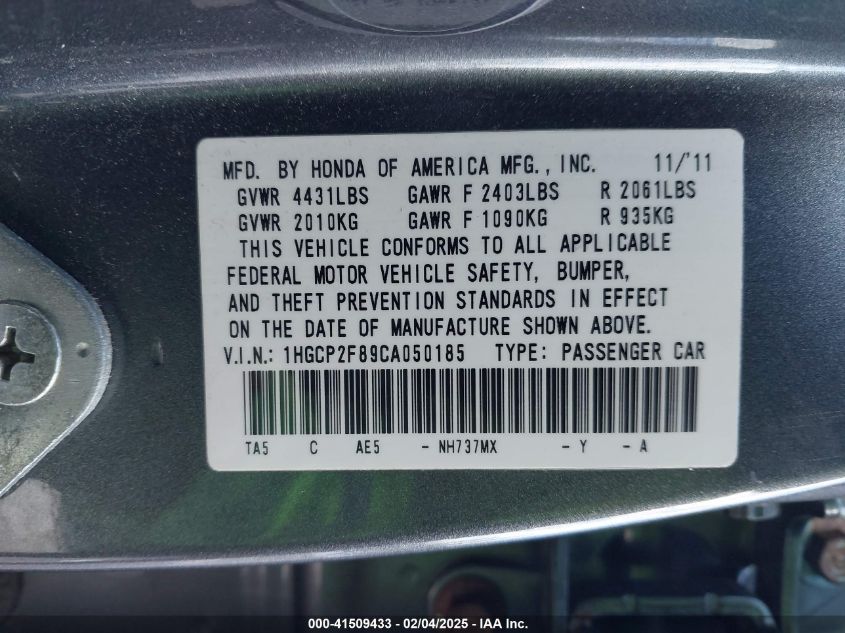 MFD. BY HONDA OF AMERICA MFG., INC. 11/'11
GVWR 4431LBS GAWR F 2403LBS R 2061LBS
GVWR 2010KG GAWR F 1090KG R 935KG
THIS VEHICLE CONFORMS TO ALL APPLICABLE
FEDERAL MOTOR VEHICLE SAFETY, BUMPER,
AND THEFT PREVENTION STANDARDS IN EFFECT
ON THE DATE OF MANUFACTURE SHOWN ABOVE.
V.I.N.: 1HGCP2F89CA050185 TYPE: PASSENGER CAR
TA5 C AE5 - NH737MX - Y - A
000-41509433 - 02/04/2025 - IAA Inc.